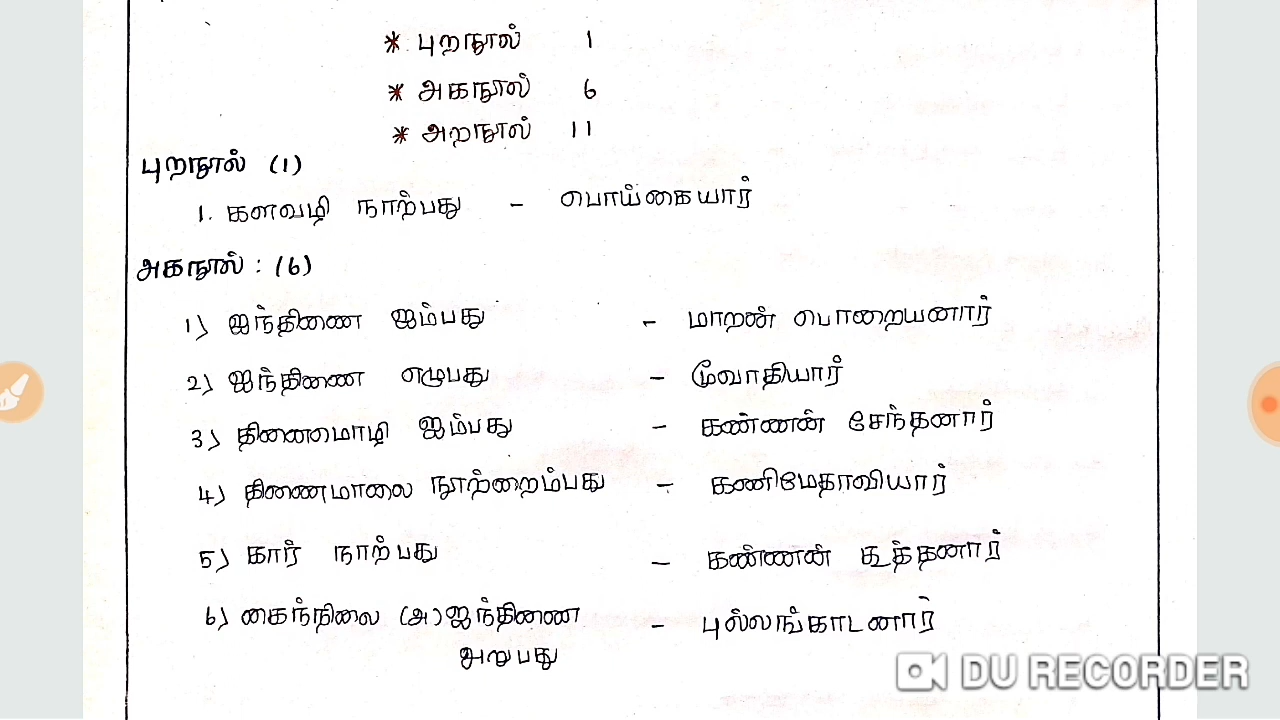 * புறநூல் 1
* அகநூல் 6
* அறநூல் 11
புறநூல் (1)
1. களவழி நாற்பது - பொய்கையார்
அகநூல் : (6)
1) ஐந்திணை ஐம்பது - மாறன் பொறையனார்
2) ஐந்திணை எழுபது - மூவாதியார்
3) தினைமொழி ஐம்பது - கண்ணன் சேந்தனார்
4) திணைமாலை நூற்றைம்பது - கணிமேதாவியார்
5) கார் நாற்பது - கண்ணன் கூத்தனார்
6) கைந்நிலை (அ) ஐந்திணை - புல்லங்காடனார்
அறுபது
DU RECORDER